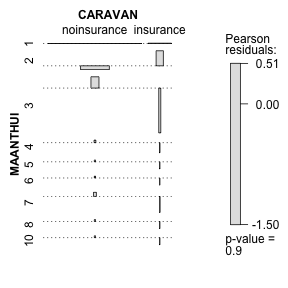 CARAVAN
noinsurance insurance
MAANTHUI
1
2
3
4
5
6
7
8
10
Pearson
residuals:
0.51
0.00
-1.50
p-value =
0.9